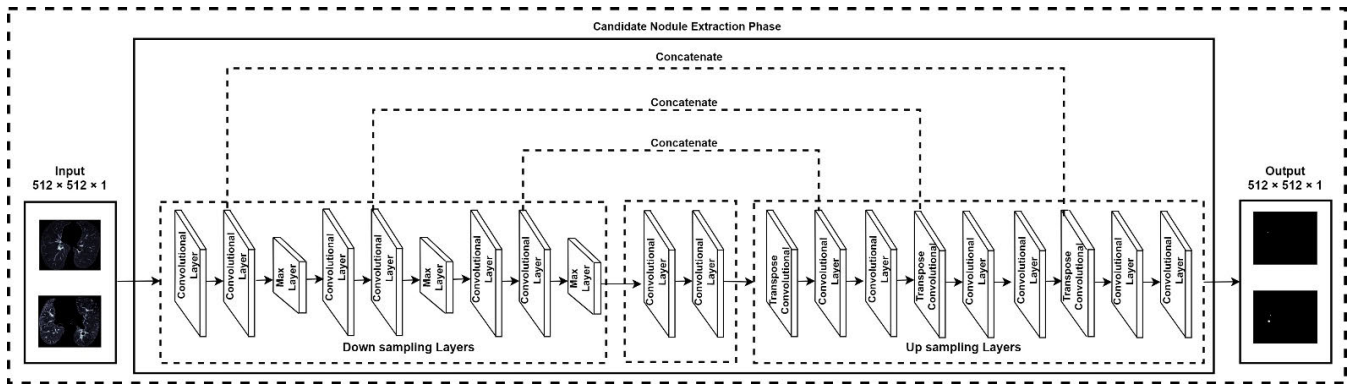 Candidate Nodule Extraction Phase
Concatenate
Concatenate
Concatenate
Input
512 × 512 × 1
Output
512 × 512 × 1
Convolutional
Layer
Convolutional
Layer
Max
Layer
Convolutional
Layer
Convolutional
Layer
Max
Layer
Convolutional
Layer
Convolutional
Layer
Max
Layer
Convolutional
Layer
Convolutional
Layer
Transpose
Convolutional
Convolutional
Layer
Convolutional
Layer
Transpose
Convolutional
Convolutional
Layer
Convolutional
Layer
Transpose
Convolutional
Convolutional
Layer
Convolutional
Layer
Down sampling Layers
Up sampling Layers